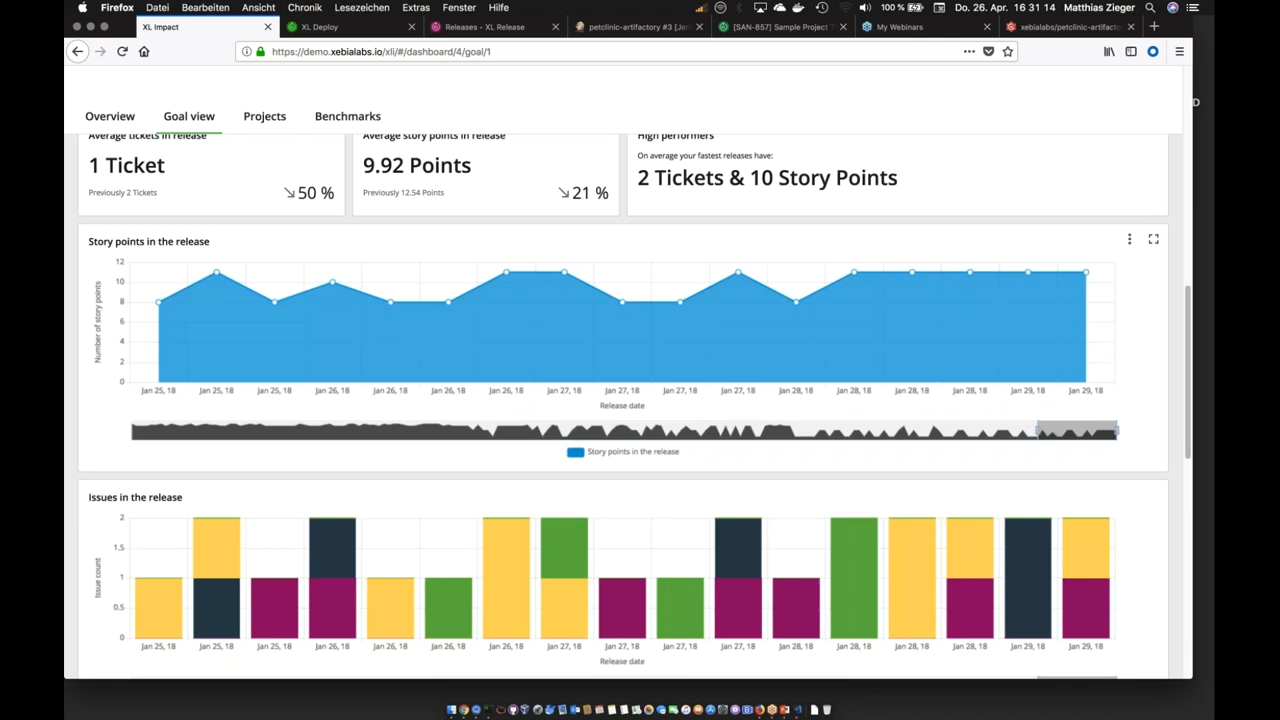 Firefox Datei Bearbeiten Ansicht Chronik Lesezeichen Extras Fenster Hilfe 100 % Do. 26. Apr. 16 31 14 Matthias Zieger
XL Impact XL Deploy Releases - XL Release petclinic-artifactory #3 [Je [SAN-857] Sample Project T My Webinars xebialabs/petclinic-artifac
https://demo.xebialabs.io/xli/#/dashboard/4/goal/1
D
Overview Goal view Projects Benchmarks
Average tickets in release Average story points in release High performers
1 Ticket 9.92 Points On average your fastest releases have:
2 Tickets & 10 Story Points
Previously 2 Tickets 50 % Previously 12.54 Points 21 %
Story points in the release
12
10
8
6
4
2
0
Number of story points
Jan 25, 18 Jan 25, 18 Jan 25, 18 Jan 26, 18 Jan 26, 18 Jan 26, 18 Jan 26, 18 Jan 27, 18 Jan 27, 18 Jan 27, 18 Jan 27, 18 Jan 28, 18 Jan 28, 18 Jan 28, 18 Jan 28, 18 Jan 29, 18 Jan 29, 18
Release date
Story points in the release
Issues in the release
2
1.5
1
0.5
0
Issue count
Jan 25, 18 Jan 25, 18 Jan 25, 18 Jan 26, 18 Jan 26, 18 Jan 26, 18 Jan 26, 18 Jan 27, 18 Jan 27, 18 Jan 27, 18 Jan 27, 18 Jan 28, 18 Jan 28, 18 Jan 28, 18 Jan 28, 18 Jan 29, 18 Jan 29, 18
Release date